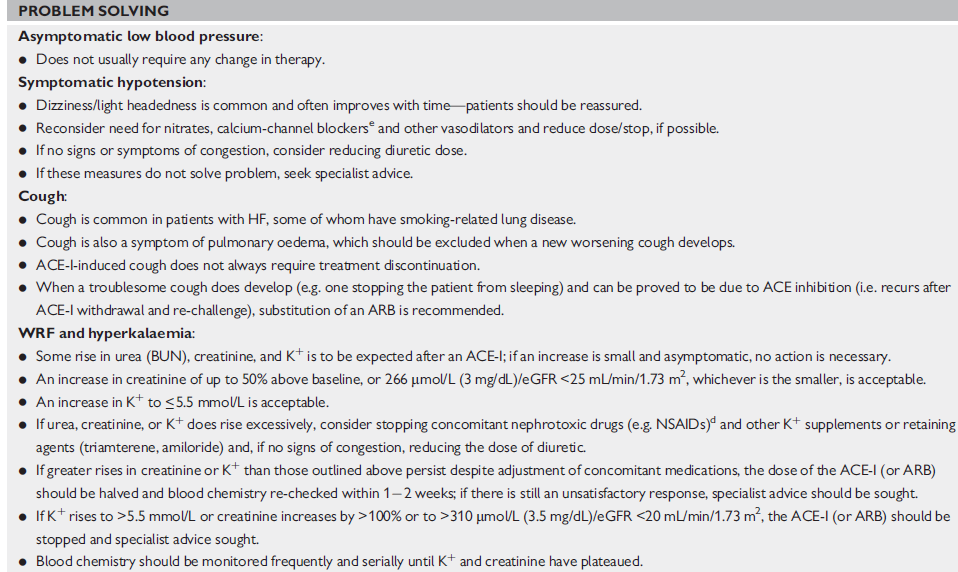 PROBLEM SOLVING
Asymptomatic low blood pressure:
● Does not usually require any change in therapy.
Symptomatic hypotension:
● Dizziness/light headedness is common and often improves with time—patients should be reassured.
● Reconsider need for nitrates, calcium-channel blockersᵉ and other vasodilators and reduce dose/stop, if possible.
● If no signs or symptoms of congestion, consider reducing diuretic dose.
● If these measures do not solve problem, seek specialist advice.
Cough:
● Cough is common in patients with HF, some of whom have smoking-related lung disease.
● Cough is also a symptom of pulmonary oedema, which should be excluded when a new worsening cough develops.
● ACE-I-induced cough does not always require treatment discontinuation.
● When a troublesome cough does develop (e.g. one stopping the patient from sleeping) and can be proved to be due to ACE inhibition (i.e. recurs after
ACE-I withdrawal and re-challenge), substitution of an ARB is recommended.
WRF and hyperkalaemia:
● Some rise in urea (BUN), creatinine, and K⁺ is to be expected after an ACE-I; if an increase is small and asymptomatic, no action is necessary.
● An increase in creatinine of up to 50% above baseline, or 266 μmol/L (3 mg/dL)/eGFR <25 mL/min/1.73 m², whichever is the smaller, is acceptable.
● An increase in K⁺ to ≤5.5 mmol/L is acceptable.
● If urea, creatinine, or K⁺ does rise excessively, consider stopping concomitant nephrotoxic drugs (e.g. NSAIDs)ᵈ and other K⁺ supplements or retaining
agents (triamterene, amiloride) and, if no signs of congestion, reducing the dose of diuretic.
● If greater rises in creatinine or K⁺ than those outlined above persist despite adjustment of concomitant medications, the dose of the ACE-I (or ARB)
should be halved and blood chemistry re-checked within 1−2 weeks; if there is still an unsatisfactory response, specialist advice should be sought.
● If K⁺ rises to >5.5 mmol/L or creatinine increases by >100% or to >310 μmol/L (3.5 mg/dL)/eGFR <20 mL/min/1.73 m², the ACE-I (or ARB) should be
stopped and specialist advice sought.
● Blood chemistry should be monitored frequently and serially until K⁺ and creatinine have plateaued.